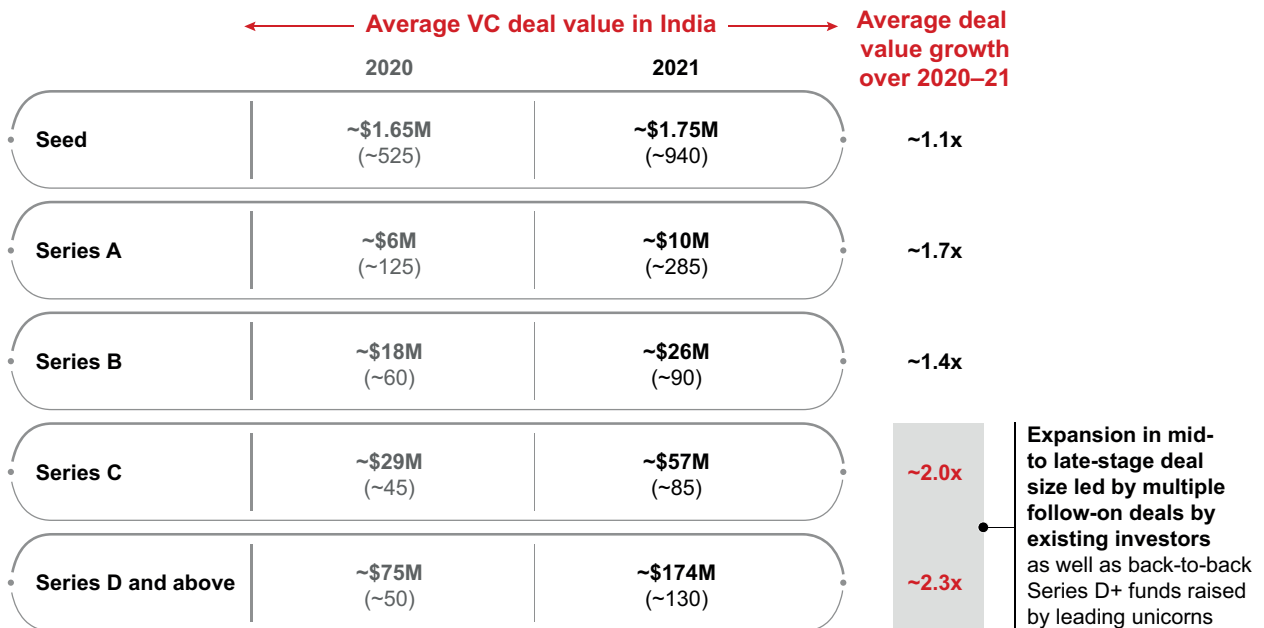 Average VC deal value in India
Average deal
value growth
over 2020–21
2020
2021
Seed
~$1.65M
(~525)
~$1.75M
(~940)
~1.1x
Series A
~$6M
(~125)
~$10M
(~285)
~1.7x
Series B
~$18M
(~60)
~$26M
(~90)
~1.4x
Series C
~$29M
(~45)
~$57M
(~85)
~2.0x
Series D and above
~$75M
(~50)
~$174M
(~130)
~2.3x
Expansion in mid-
to late-stage deal
size led by multiple
follow-on deals by
existing investors
as well as back-to-back
Series D+ funds raised
by leading unicorns